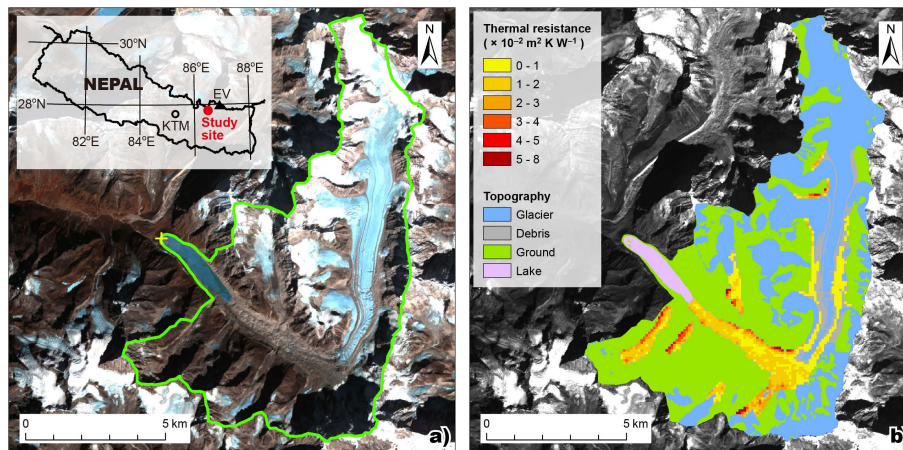 N
30°N
NEPAL
86°E
88°E
EV
28°N
KTM
Study
site
82°E
84°E
0
5 km
a)
Thermal resistance
( × 10⁻² m² K W⁻¹ )
0 - 1
1 - 2
2 - 3
3 - 4
4 - 5
5 - 8
Topography
Glacier
Debris
Ground
Lake
N
0
5 km
b)